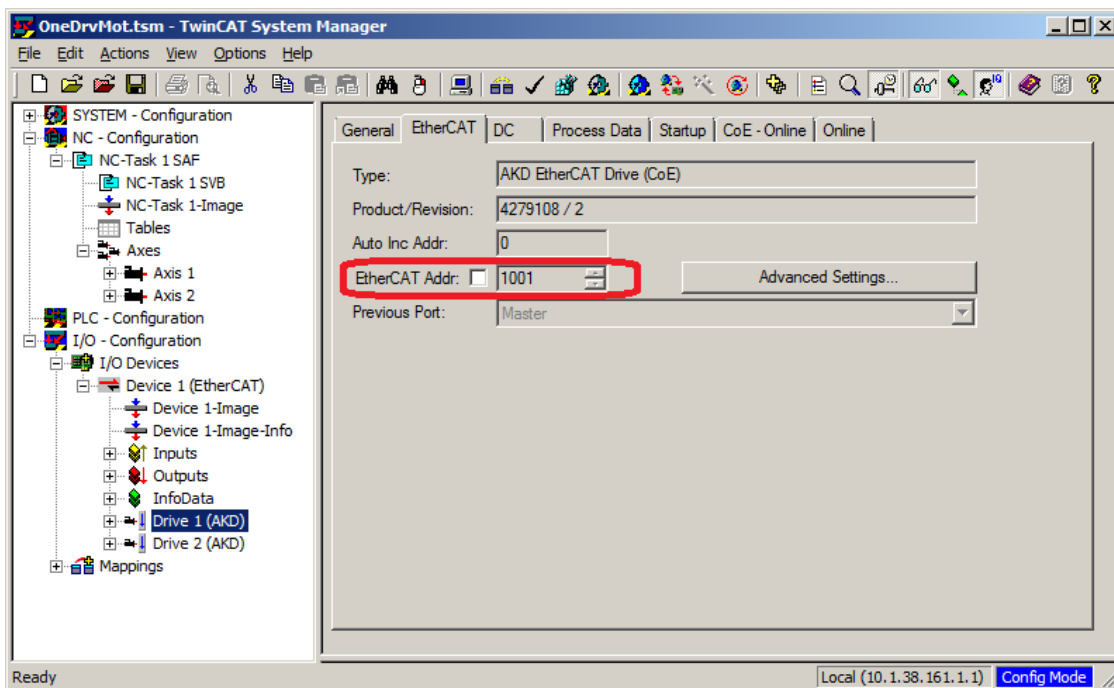 OneDrvMot.tsm - TwinCAT System Manager
File Edit Actions View Options Help
SYSTEM - Configuration
NC - Configuration
NC-Task 1 SAF
NC-Task 1 SVB
NC-Task 1-Image
Tables
Axes
Axis 1
Axis 2
PLC - Configuration
I/O - Configuration
I/O Devices
Device 1 (EtherCAT)
Device 1-Image
Device 1-Image-Info
Inputs
Outputs
InfoData
Drive 1 (AKD)
Drive 2 (AKD)
Mappings
General EtherCAT DC Process Data Startup CoE - Online Online
Type: AKD EtherCAT Drive (CoE)
Product/Revision: 4279108 / 2
Auto Inc Addr: 0
EtherCAT Addr: 1001 Advanced Settings...
Previous Port: Master
Ready Local (10.1.38.161.1.1) Config Mode